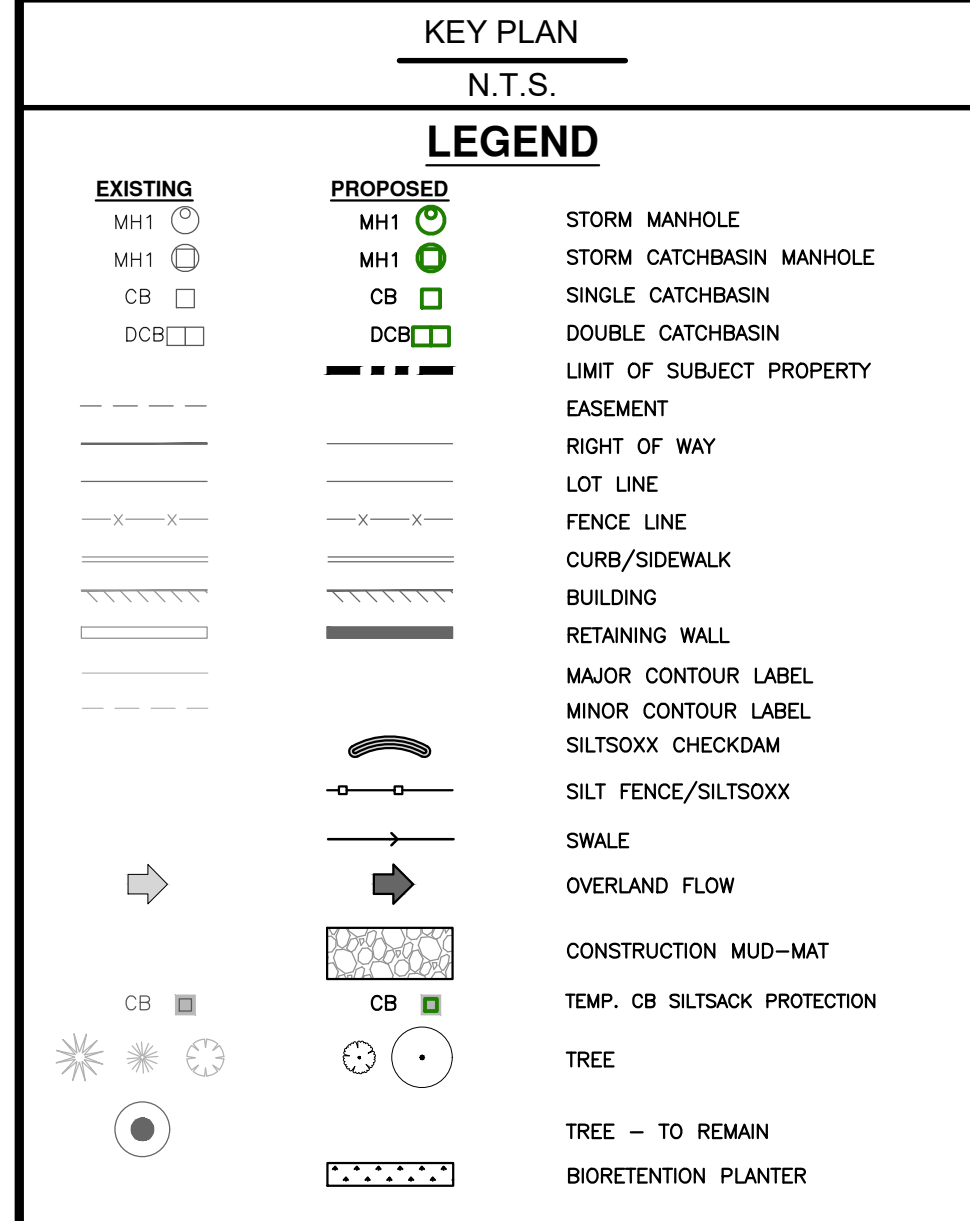 KEY PLAN
N.T.S.
LEGEND
EXISTING PROPOSED
MH1 MH1 STORM MANHOLE
MH1 MH1 STORM CATCHBASIN MANHOLE
CB CB SINGLE CATCHBASIN
DCB DCB DOUBLE CATCHBASIN
LIMIT OF SUBJECT PROPERTY
EASEMENT
RIGHT OF WAY
LOT LINE
FENCE LINE
CURB/SIDEWALK
BUILDING
RETAINING WALL
MAJOR CONTOUR LABEL
MINOR CONTOUR LABEL
SILTSOXX CHECKDAM
SILT FENCE/SILTSOXX
SWALE
OVERLAND FLOW
CONSTRUCTION MUD-MAT
CB CB TEMP. CB SILTSACK PROTECTION
TREE
TREE - TO REMAIN
BIORETENTION PLANTER